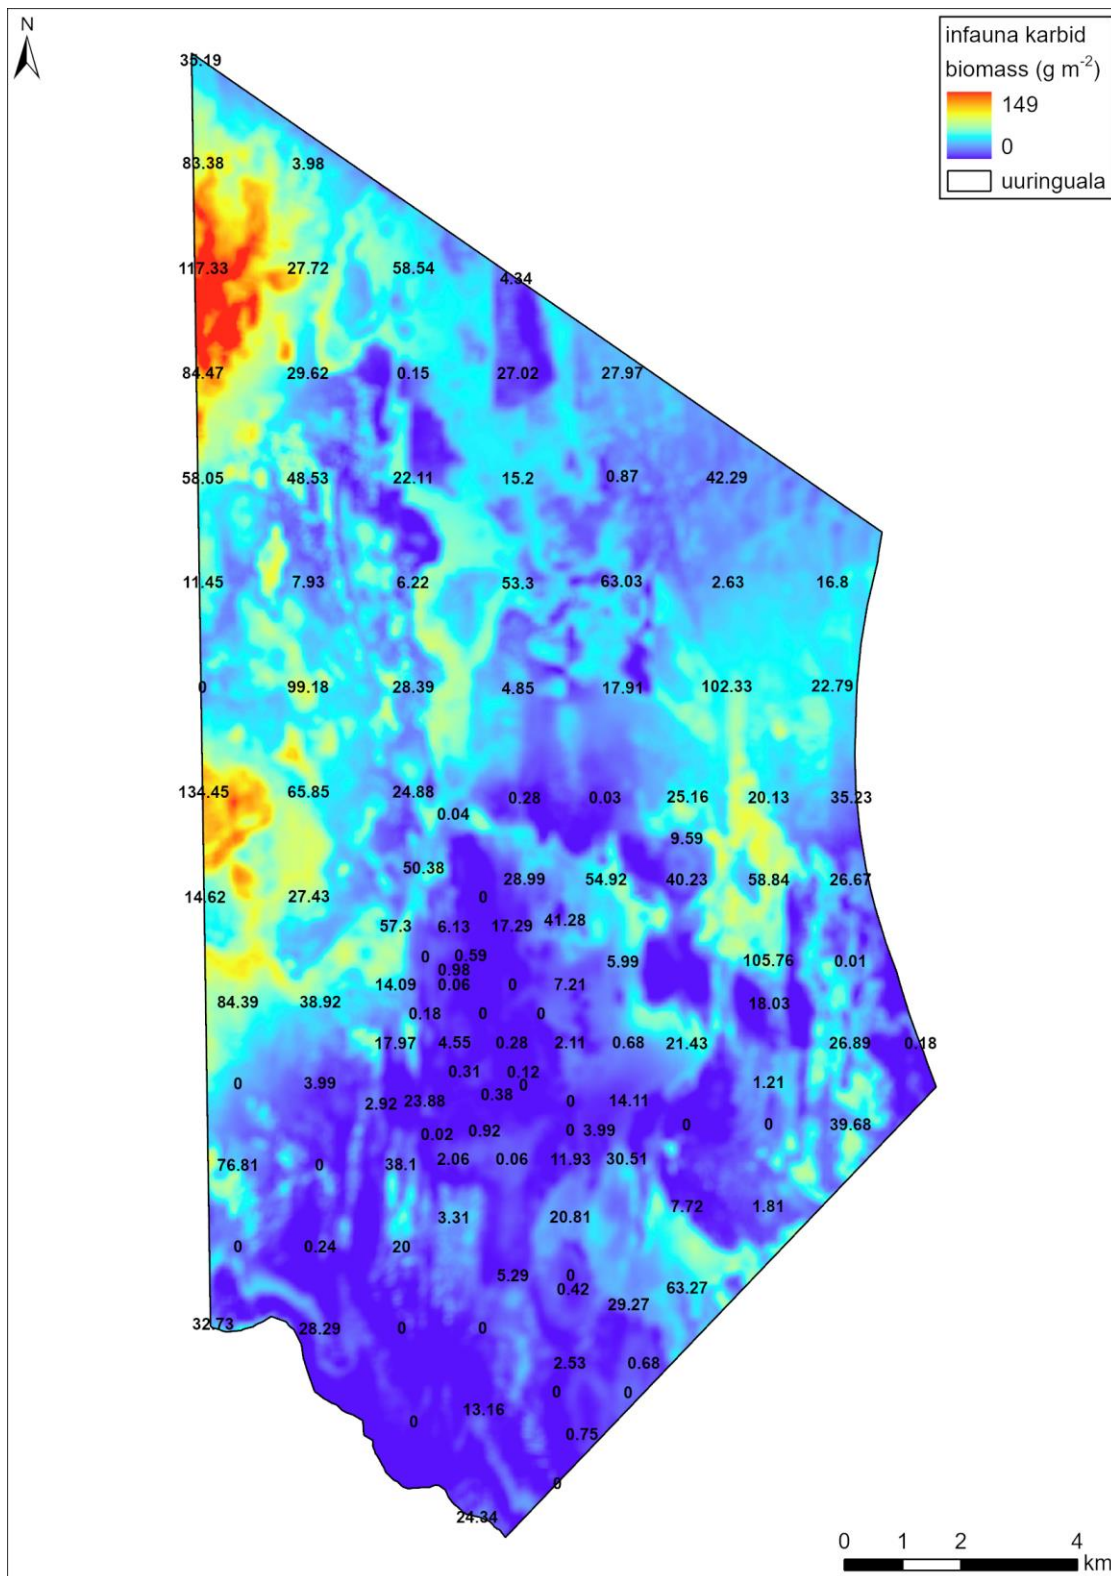 N
infauna karbid
biomass (g m⁻²)
149
0
uuringuala
35.19
83.38 3.98
117.33 27.72 58.54
4.34
84.47 29.62 0.15 27.02 27.97
58.05 48.53 22.11 15.2 0.87 42.29
11.45 7.93 6.22 53.3 63.03 2.63 16.8
0 99.18 28.39 4.85 17.91 102.33 22.79
134.45 65.85 24.88 0.28 0.03 25.16 20.13 35.23
0.04
9.59
50.38 28.99 54.92 40.23 58.84 26.67
14.62 27.43 0
57.3 6.13 17.29 41.28
0 0.59 5.99 105.76 0.01
0.98
14.09 0.06 0 7.21
84.39 38.92 18.03
0.18 0 0
17.97 4.55 0.28 2.11 0.68 21.43 26.89 0.18
0.31 0.12
0 3.99 0 1.21
0.38
2.92 23.88 0 14.11
0.02 0.92 0 3.99 0 0 39.68
76.81 0 38.1 2.06 0.06 11.93 30.51
7.72 1.81
3.31 20.81
0 0.24 20
5.29 0
0.42 63.27
29.27
32.73 28.29 0 0
2.53 0.68
0 0
13.16
0
0.75
0
24.34
0 1 2 4
km